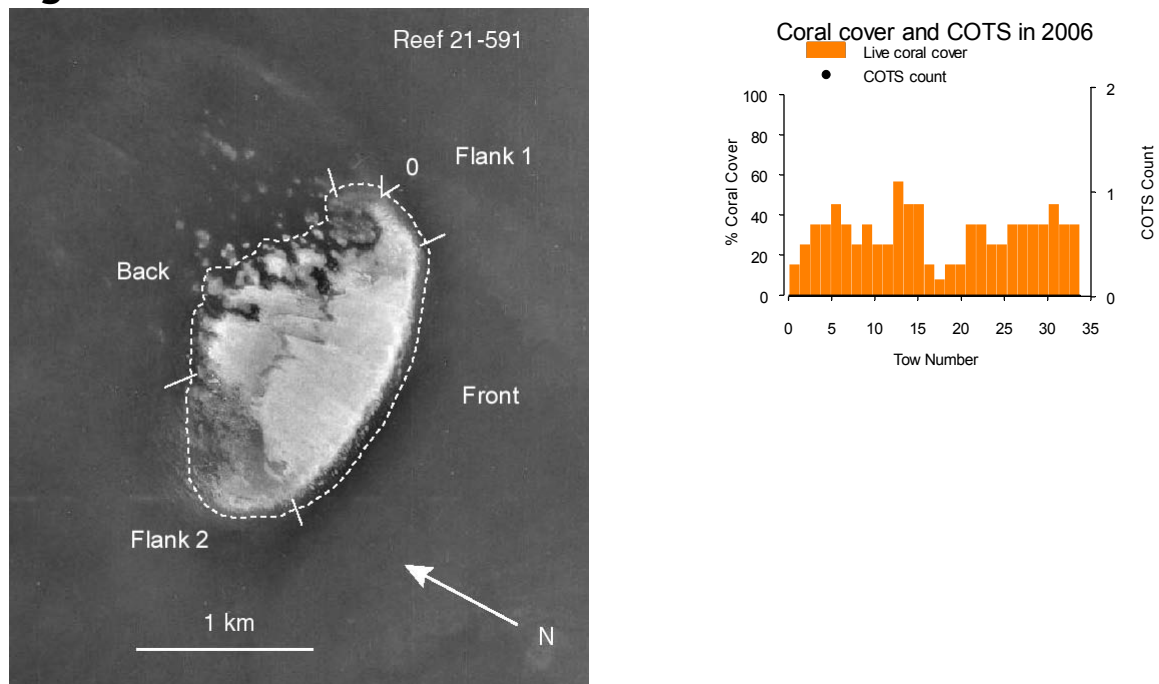 Reef 21-591
0
Flank 1
Back
Front
Flank 2
1 km
N
Coral cover and COTS in 2006
Live coral cover
COTS count
100
80
60
40
20
0
% Coral Cover
2
1
0
COTS Count
0 5 10 15 20 25 30 35
Tow Number